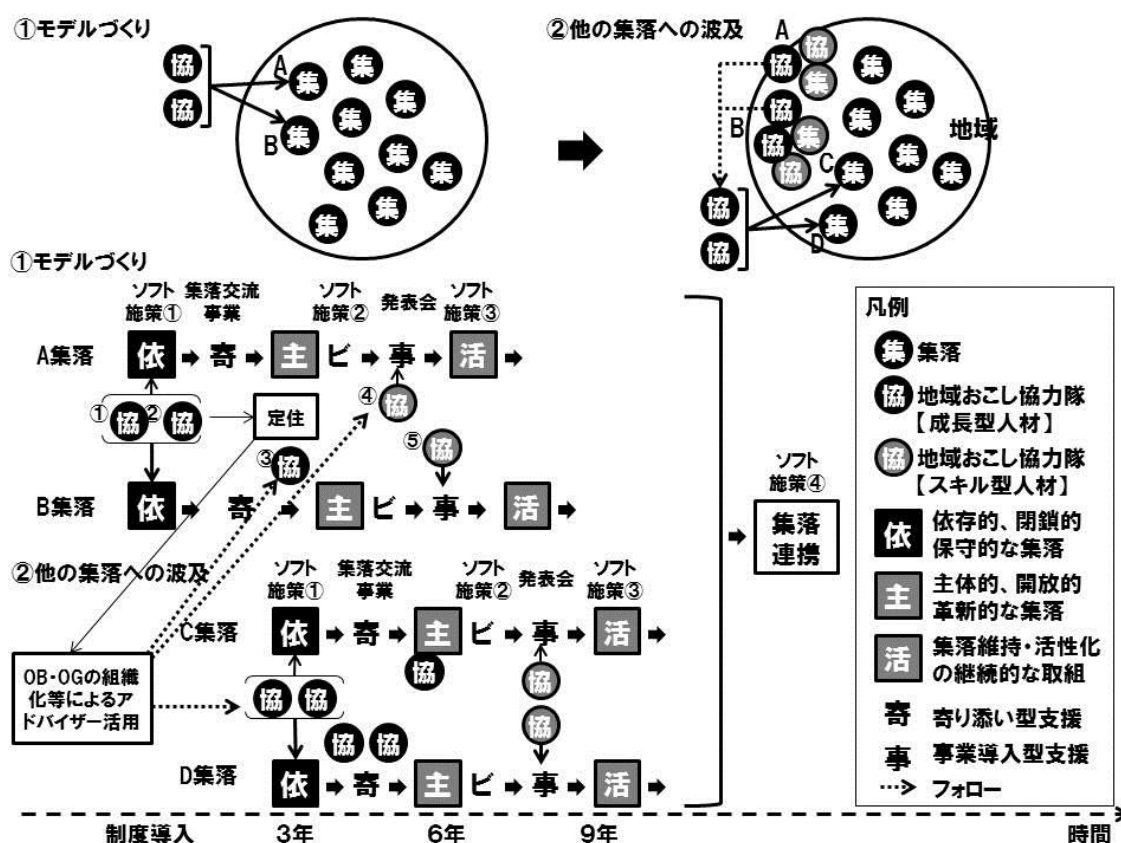 ①モデルづくり
協
協
A
B
集
集
集
集
集
集
集
集
集
集
②他の集落への波及
A
協
協
集
協
B
協
集
協
C
D
集
集
集
集
集
集
集
集
地域
協
協
①モデルづくり
ソフト
施策①
集落交流
事業
ソフト
施策②
発表会
ソフト
施策③
A集落
依
寄
主
ビ
事
活
①
協
②
協
定住
③
協
④
協
⑤
協
B集落
依
寄
主
ビ
事
活
②他の集落への波及
ソフト
施策①
集落交流
事業
ソフト
施策②
発表会
ソフト
施策③
C集落
依
寄
主
ビ
事
活
協
OB・OGの組織
化等によるア
ドバイザー活用
協
協
協
協
協
協
D集落
依
寄
主
ビ
事
活
ソフト
施策④
集落
連携
凡例
集
集落
協
地域おこし協力隊
【成長型人材】
協
地域おこし協力隊
【スキル型人材】
依
依存的、閉鎖的
保守的な集落
主
主体的、開放的
革新的な集落
活
集落維持・活性化
の継続的な取組
寄
寄り添い型支援
事
事業導入型支援
フォロー
制度導入
3年
6年
9年
時間